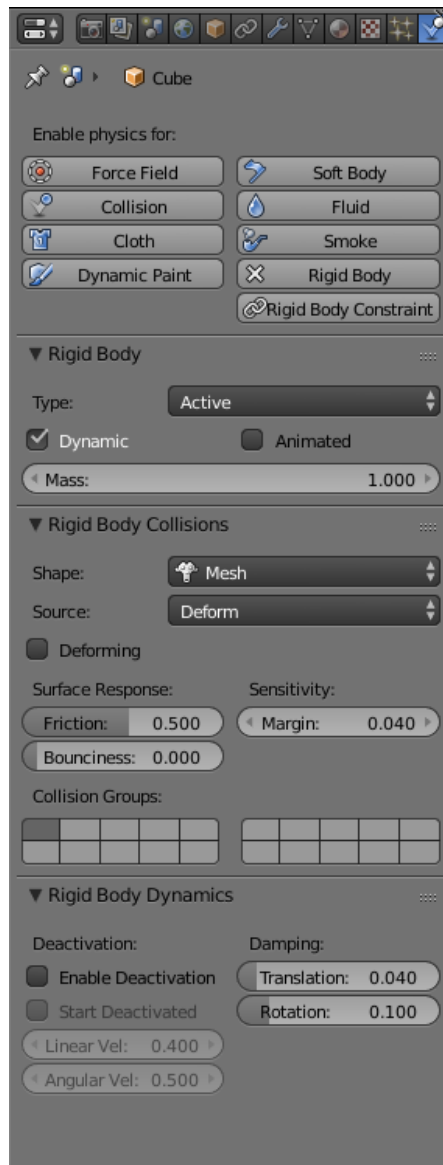 Cube
Enable physics for:
Force Field
Soft Body
Collision
Fluid
Cloth
Smoke
Dynamic Paint
Rigid Body
Rigid Body Constraint
Rigid Body
Type: Active
Dynamic
Animated
Mass: 1.000
Rigid Body Collisions
Shape: Mesh
Source: Deform
Deforming
Surface Response:
Sensitivity:
Friction: 0.500
Margin: 0.040
Bounciness: 0.000
Collision Groups:
Rigid Body Dynamics
Deactivation:
Damping:
Enable Deactivation
Translation: 0.040
Start Deactivated
Rotation: 0.100
Linear Vel: 0.400
Angular Vel: 0.500